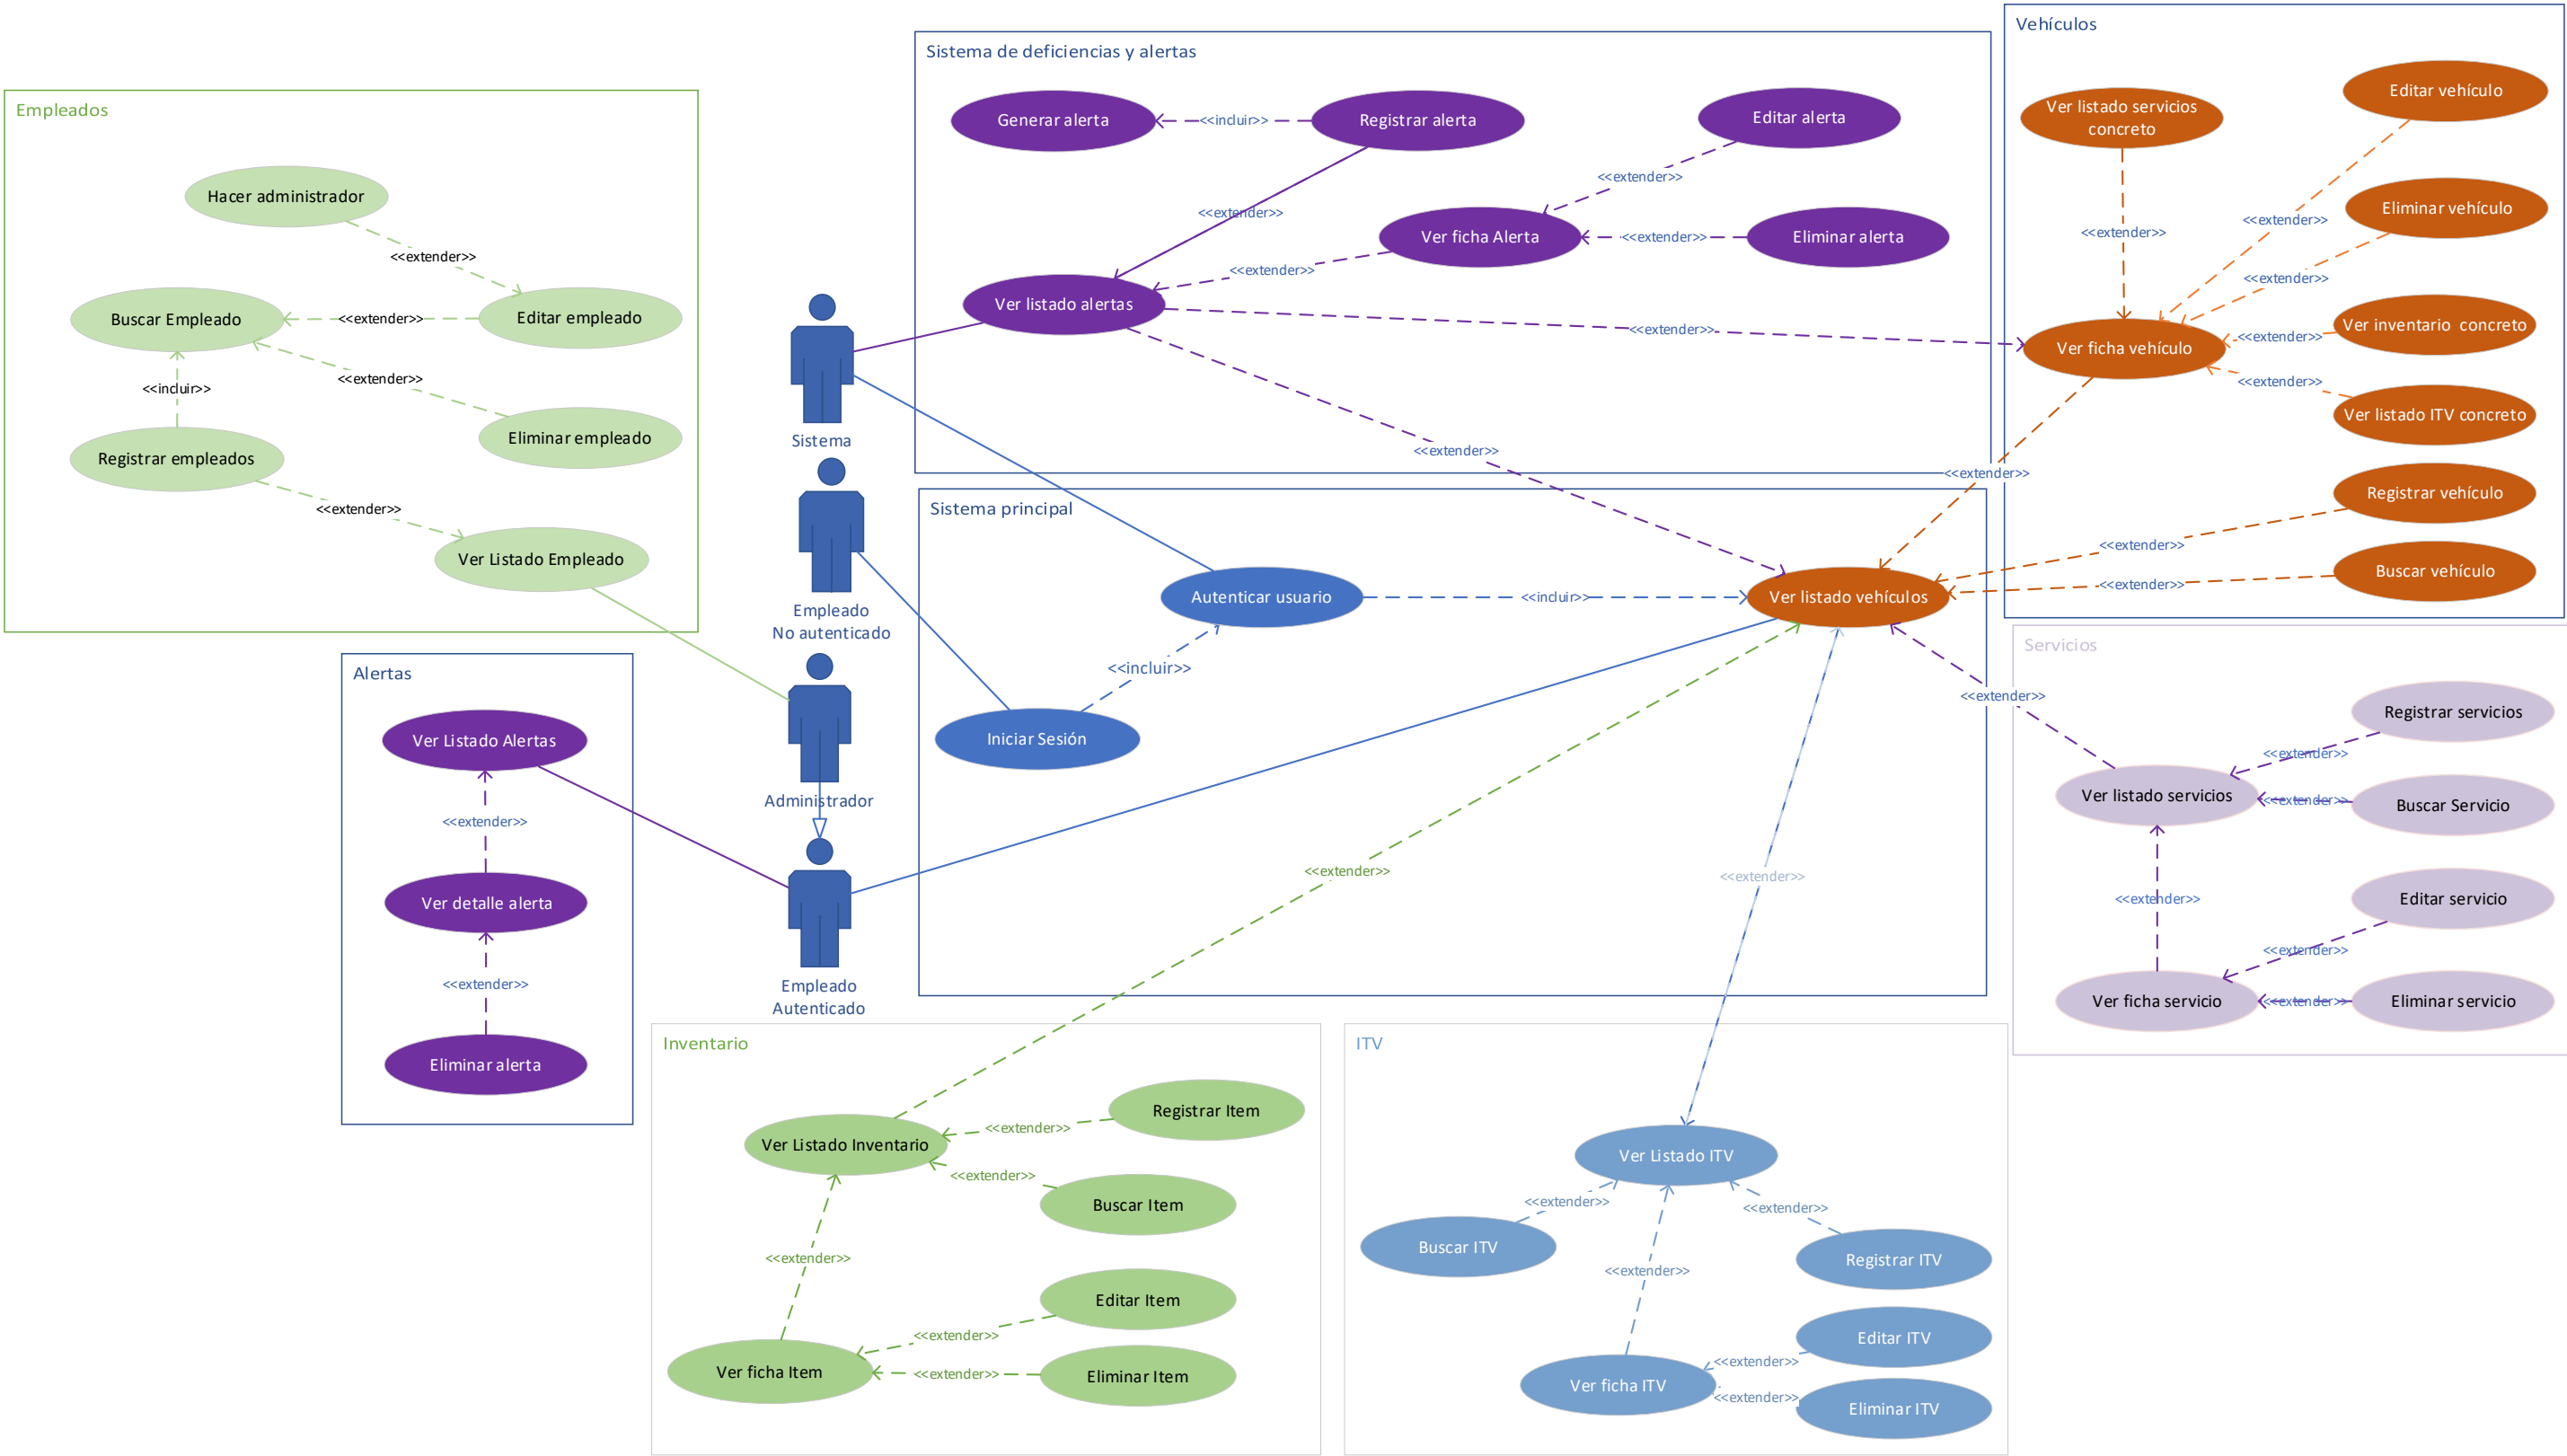 Empleados
Hacer administrador
<<extender>>
Buscar Empleado
<<extender>>
Editar empleado
<<incluir>>
<<extender>>
Eliminar empleado
Registrar empleados
<<extender>>
Ver Listado Empleado
Alertas
Ver Listado Alertas
<<extender>>
Ver detalle alerta
<<extender>>
Eliminar alerta
Sistema
Empleado
No autenticado
Administrador
Empleado
Autenticado
Sistema de deficiencias y alertas
Generar alerta
<<incluir>>
Registrar alerta
Editar alerta
<<extender>>
<<extender>>
Ver ficha Alerta
<<extender>>
Eliminar alerta
<<extender>>
Ver listado alertas
<<extender>>
<<extender>>
Sistema principal
Autenticar usuario
<<incluir>>
Ver listado vehículos
<<incluir>>
Iniciar Sesión
<<extender>>
<<extender>>
Vehículos
Ver listado servicios
concreto
Editar vehículo
<<extender>>
<<extender>>
Eliminar vehículo
<<extender>>
Ver ficha vehículo
<<extender>>
Ver inventario  concreto
<<extender>>
Ver listado ITV concreto
<<extender>>
Registrar vehículo
<<extender>>
<<extender>>
Buscar vehículo
Servicios
<<extender>>
Registrar servicios
<<extender>>
Ver listado servicios
<<extender>>
Buscar Servicio
<<extender>>
Editar servicio
<<extender>>
Ver ficha servicio
<<extender>>
Eliminar servicio
Inventario
Registrar Item
<<extender>>
Ver Listado Inventario
<<extender>>
Buscar Item
<<extender>>
Editar Item
<<extender>>
Ver ficha Item
<<extender>>
Eliminar Item
ITV
Ver Listado ITV
<<extender>>
<<extender>>
Buscar ITV
Registrar ITV
<<extender>>
Editar ITV
<<extender>>
Ver ficha ITV
<<extender>>
Eliminar ITV